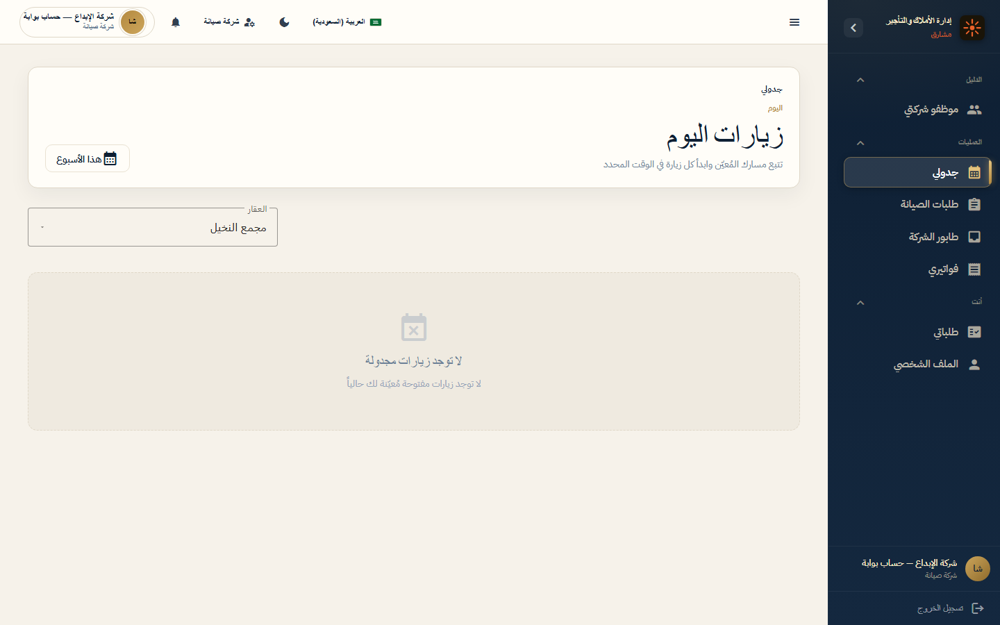 إدارة الأملاك والتأجير
مشارق
الدليل
موظفو شركتي
العمليات
جدولي
طلبات الصيانة
طابور الشركة
فواتيري
أنت
طلباتي
الملف الشخصي
شا
شركة الإبداع — حساب بوابة
شركة صيانة
تسجيل الخروج
العربية (السعودية)
شركة صيانة
شا
شركة الإبداع — حساب بوابة
شركة صيانة
جدولي
اليوم
زيارات اليوم
تتبع مسارك المُعيّن وابدأ كل زيارة في الوقت المحدد
هذا الأسبوع
العقار
مجمع النخيل
لا توجد زيارات مجدولة
لا توجد زيارات مفتوحة مُعيّنة لك حالياً